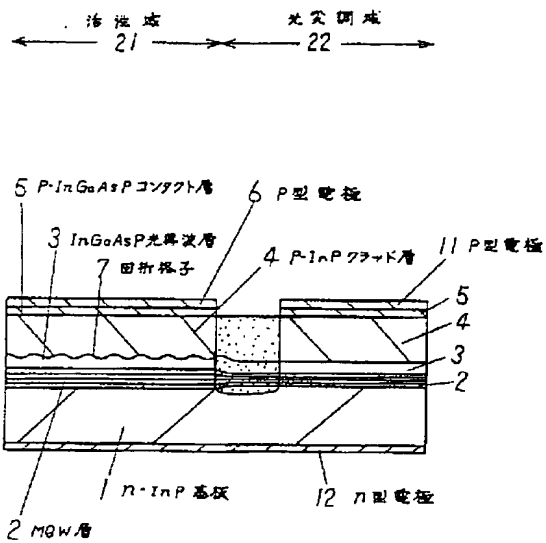 活性域 光変調域
21 22
5 P-InGaAsPコンタクト層
6 P型電極
3 InGaAsP光導波層
7 回折格子
4 P-InPクラッド層
11 P型電極
5
4
3
2
1 n-InP基板
12 n型電極
2 MQW層